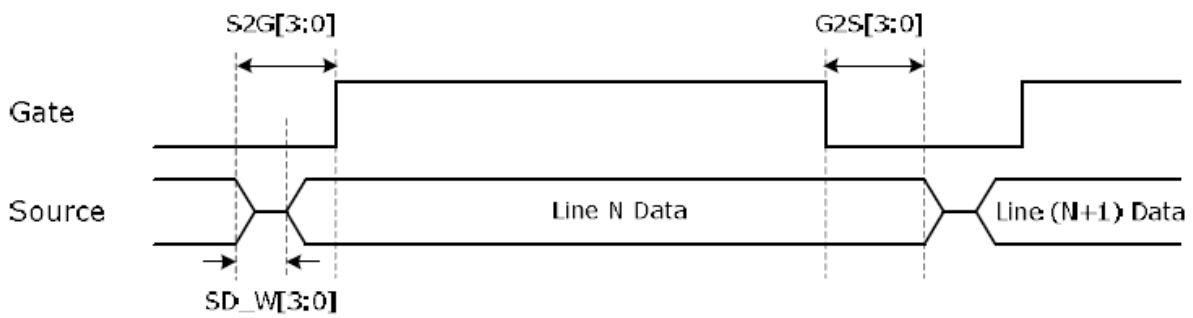 S2G[3:0]
G2S[3:0]
Gate
Source
Line N Data
Line (N+1) Data
SD_W[3:0]